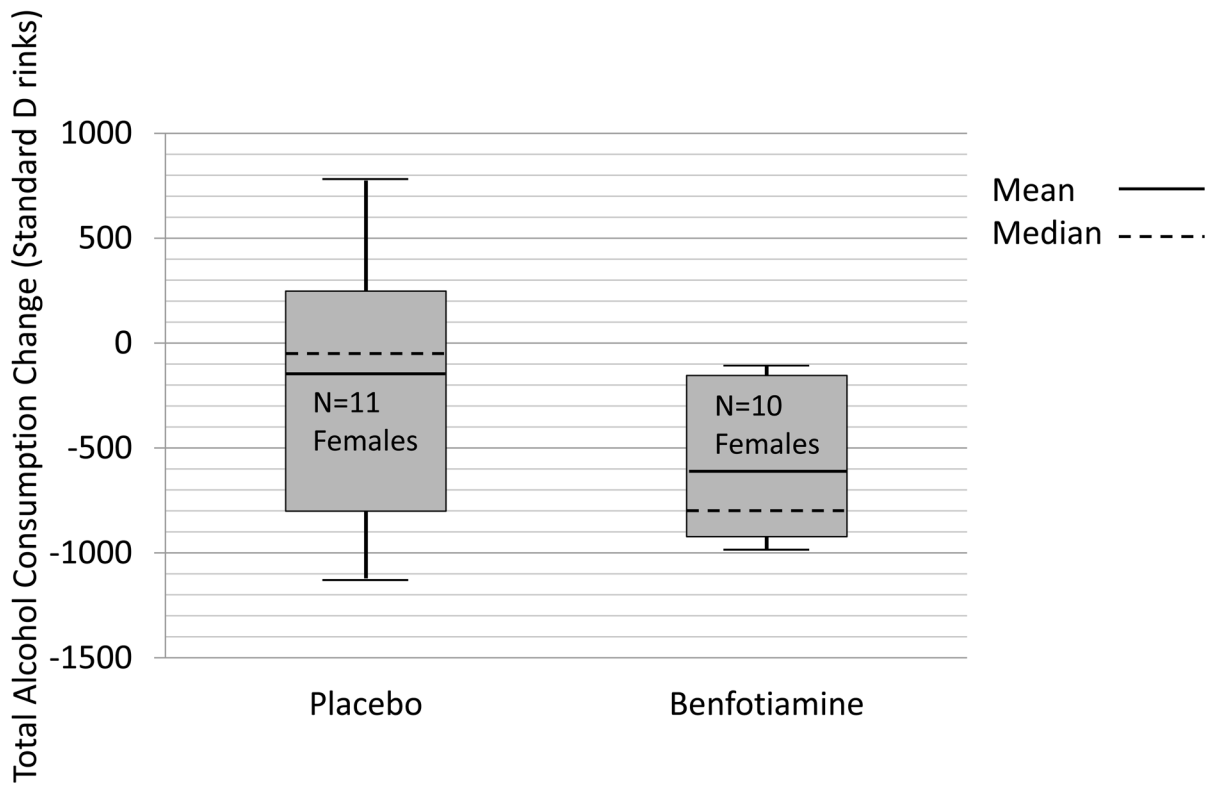 Total Alcohol Consumption Change (Standard D rinks)
1000
500
0
-500
-1000
-1500
N=11
Females
N=10
Females
Placebo
Benfotiamine
Mean
Median